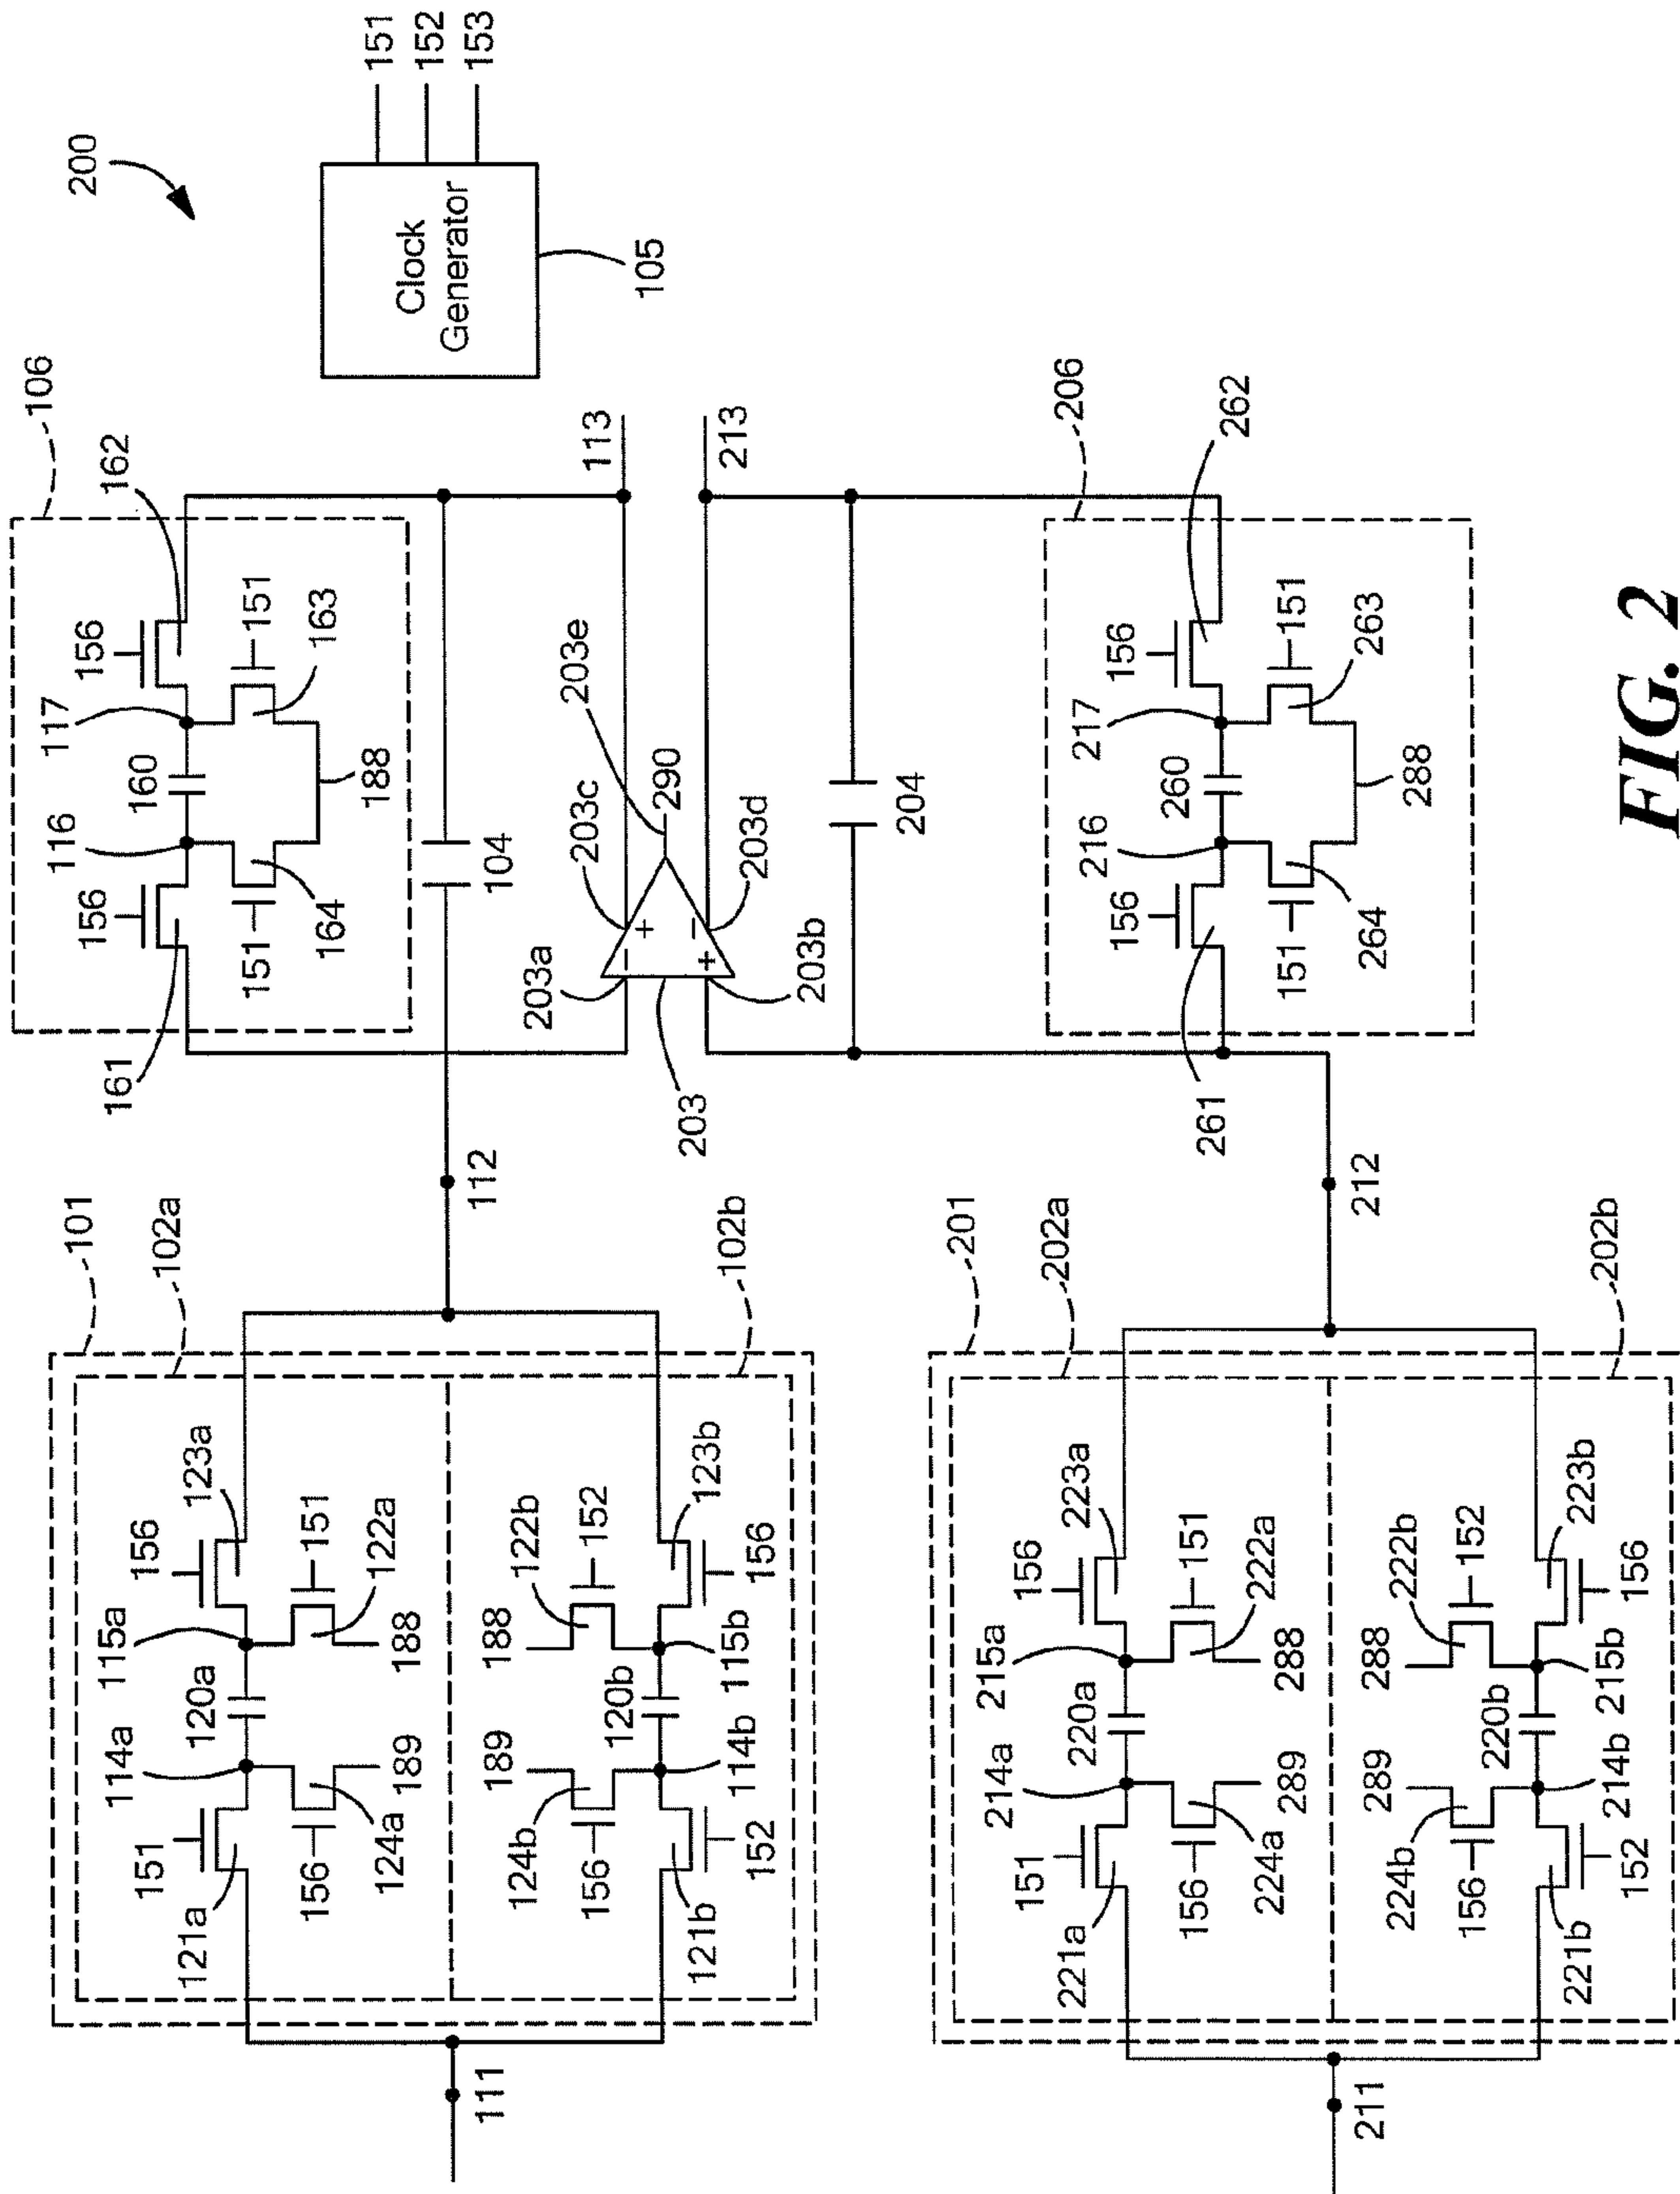 200
151
152
153
Clock
Generator
105
106
162
156
117
151
163
160
188
116
156
161
151
164
104
203c
203e
290
113
213
203a
203
203b
203d
204
206
262
156
217
151
263
260
288
216
156
261
151
264
112
212
101
102a
102b
123a
156
115a
151
122a
188
120a
114a
189
151
121a
156
124a
122b
152
123b
156
188
115b
120b
189
114b
124b
156
121b
152
111
201
202a
202b
223a
156
215a
151
222a
288
220a
214a
289
151
221a
156
224a
222b
152
223b
156
288
215b
220b
289
214b
224b
156
221b
152
211
FIG. 2